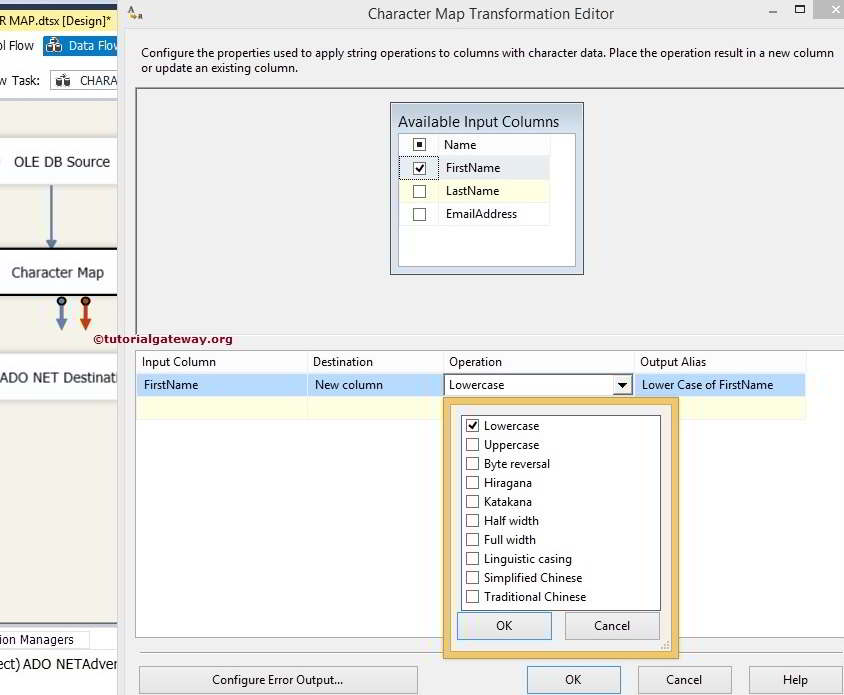 R MAP.dtsx [Design]*
Character Map Transformation Editor
ol Flow
Data Flow
w Task:
CHARA
Configure the properties used to apply string operations to columns with character data. Place the operation result in a new column
or update an existing column.
OLE DB Source
Character Map
ADO NET Destinati
Available Input Columns
Name
FirstName
LastName
EmailAddress
©tutorialgateway.org
Input Column Destination Operation Output Alias
FirstName New column Lowercase Lower Case of FirstName
Lowercase
Uppercase
Byte reversal
Hiragana
Katakana
Half width
Full width
Linguistic casing
Simplified Chinese
Traditional Chinese
OK Cancel
ion Managers
ect) ADO NETAdver
Configure Error Output... OK Cancel Help